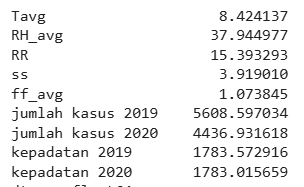 Tavg 8.424137
RH_avg 37.944977
RR 15.393293
ss 3.919010
ff_avg 1.073845
jumlah kasus 2019 5608.597034
jumlah kasus 2020 4436.931618
kepadatan 2019 1783.572916
kepadatan 2020 1783.015659